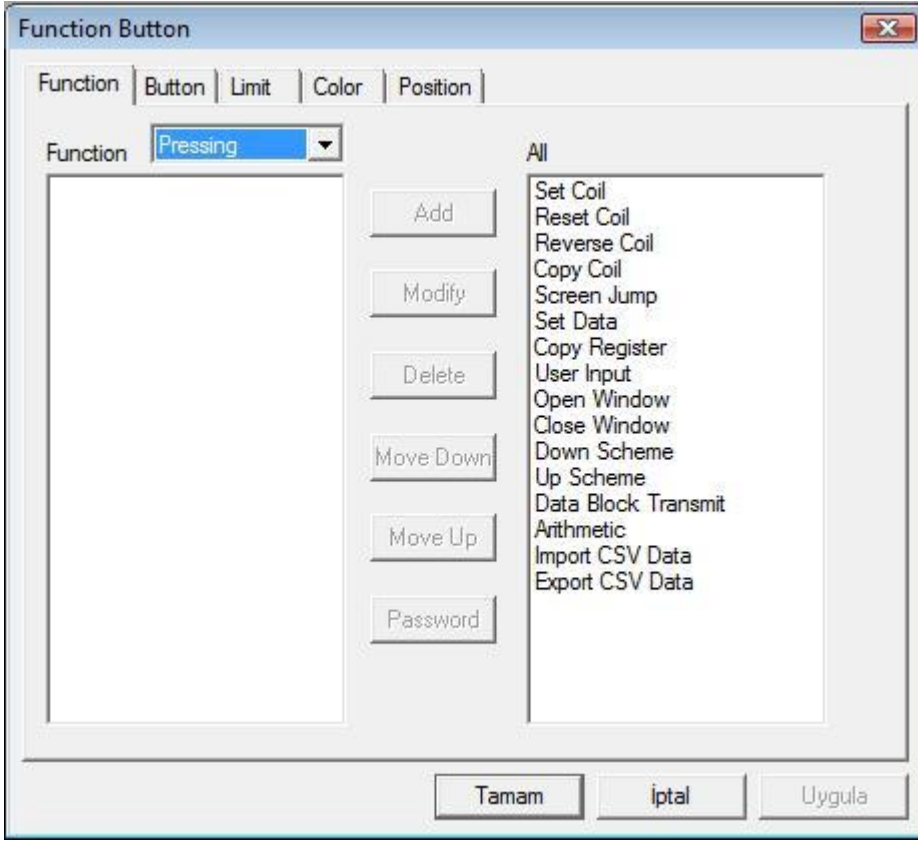 Function Button
Function Button Limit Color Position
Function Pressing
All
Add
Modify
Delete
Move Down
Move Up
Password
Set Coil
Reset Coil
Reverse Coil
Copy Coil
Screen Jump
Set Data
Copy Register
User Input
Open Window
Close Window
Down Scheme
Up Scheme
Data Block Transmit
Arithmetic
Import CSV Data
Export CSV Data
Tamam İptal Uygula